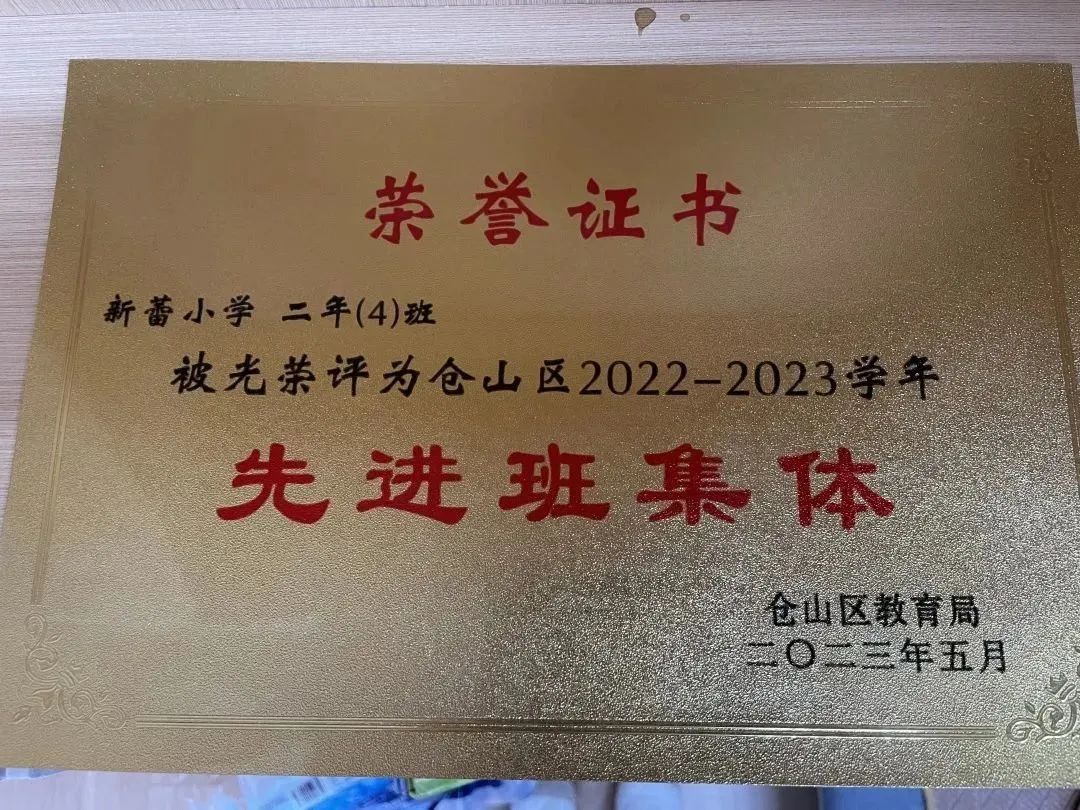 荣誉证书
新蕾小学 二年(4)班
被光荣评为仓山区2022-2023学年
先进班集体
仓山区教育局
二〇二三年五月